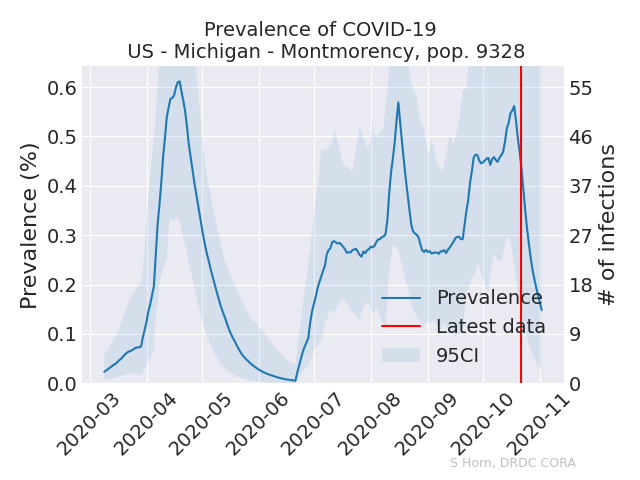 Prevalence of COVID-19
US - Michigan - Montmorency, pop. 9328
Prevalence (%)
0.6
0.5
0.4
0.3
0.2
0.1
0.0
55
46
37
27
18
9
0
# of infections
Prevalence
Latest data
95CI
2020-03
2020-04
2020-05
2020-06
2020-07
2020-08
2020-09
2020-10
2020-11
S Horn, DRDC CORA